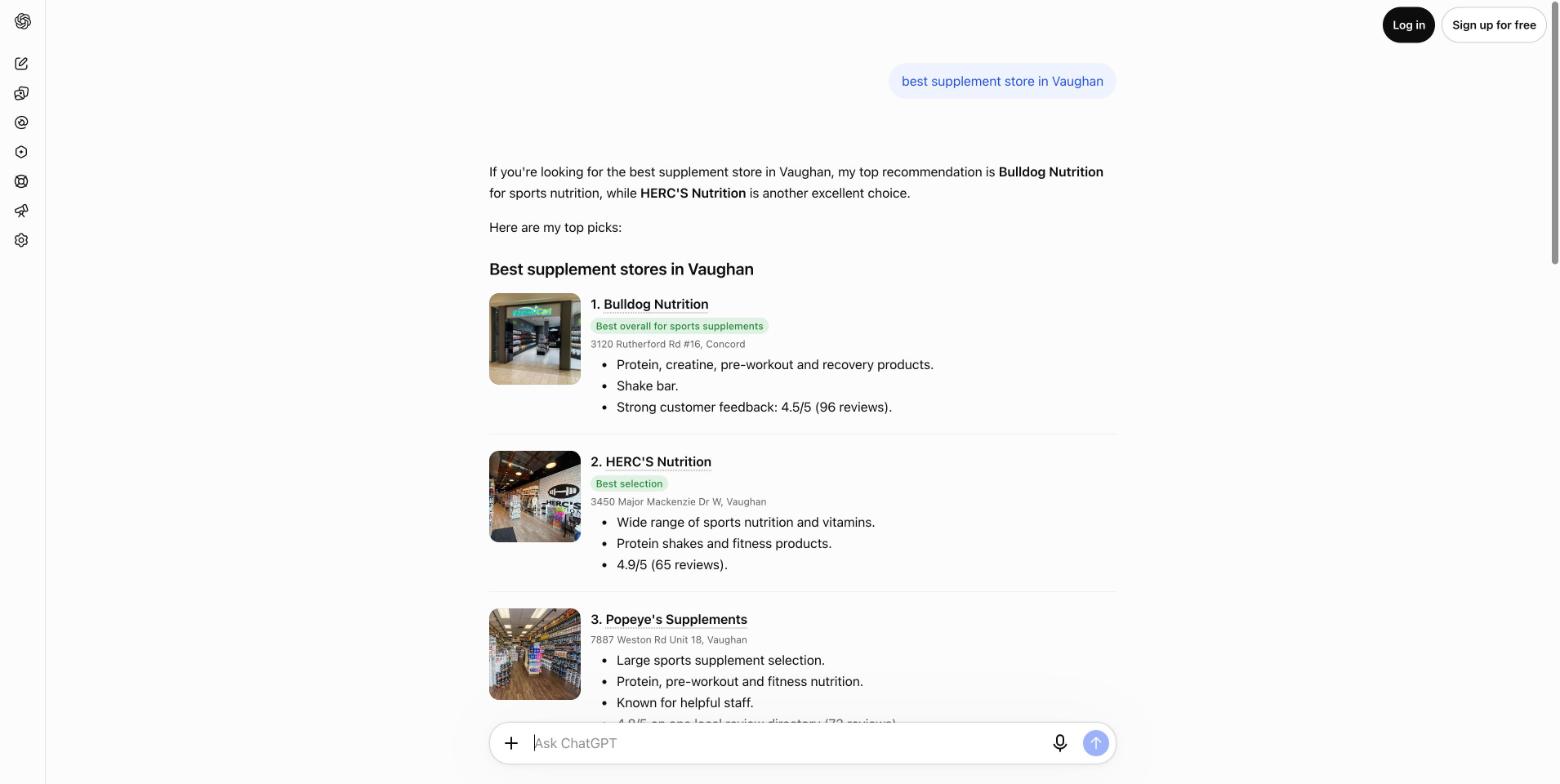 Log in
Sign up for free
best supplement store in Vaughan
If you're looking for the best supplement store in Vaughan, my top recommendation is Bulldog Nutrition
for sports nutrition, while HERC'S Nutrition is another excellent choice.
Here are my top picks:
Best supplement stores in Vaughan
1. Bulldog Nutrition
Best overall for sports supplements
3120 Rutherford Rd #16, Concord
• Protein, creatine, pre-workout and recovery products.
• Shake bar.
• Strong customer feedback: 4.5/5 (96 reviews).
HERC'S
2. HERC'S Nutrition
Best selection
3450 Major Mackenzie Dr W, Vaughan
• Wide range of sports nutrition and vitamins.
• Protein shakes and fitness products.
• 4.9/5 (65 reviews).
3. Popeye's Supplements
7887 Weston Rd Unit 18, Vaughan
• Large sports supplement selection.
• Protein, pre-workout and fitness nutrition.
• Known for helpful staff.
on one local review directory
Ask ChatGPT